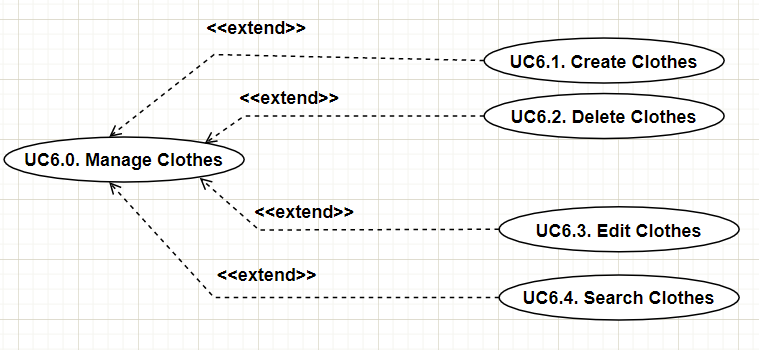 <<extend>>
UC6.1. Create Clothes
<<extend>>
UC6.2. Delete Clothes
UC6.0. Manage Clothes
<<extend>>
UC6.3. Edit Clothes
<<extend>>
UC6.4. Search Clothes